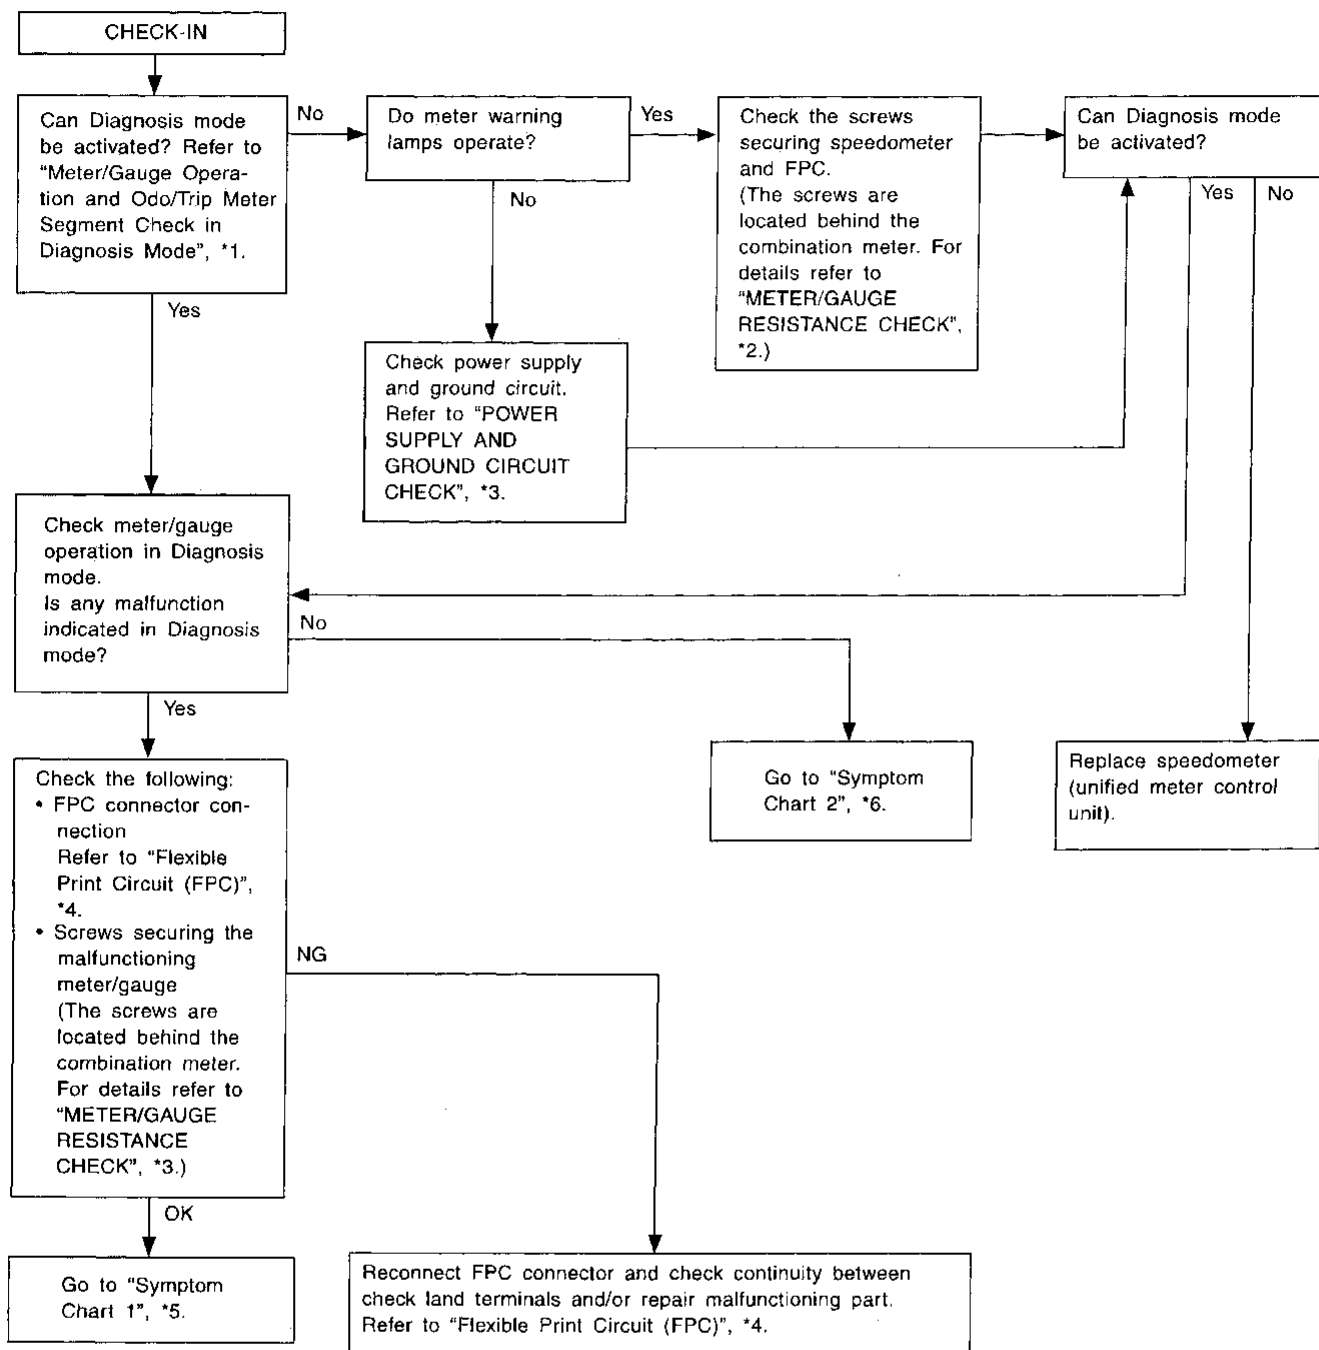 CHECK-IN
Can Diagnosis mode
be activated? Refer to
“Meter/Gauge Opera-
tion and Odo/Trip Meter
Segment Check in
Diagnosis Mode”, *1.
No
Do meter warning
lamps operate?
Yes
Check the screws
securing speedometer
and FPC.
(The screws are
located behind the
combination meter. For
details refer to
“METER/GAUGE
RESISTANCE CHECK”,
*2.)
Can Diagnosis mode
be activated?
Yes
No
No
Yes
Check power supply
and ground circuit.
Refer to “POWER
SUPPLY AND
GROUND CIRCUIT
CHECK”, *3.
Check meter/gauge
operation in Diagnosis
mode.
Is any malfunction
indicated in Diagnosis
mode?
No
Yes
Go to “Symptom
Chart 2”, *6.
Replace speedometer
(unified meter control
unit).
Check the following:
• FPC connector con-
nection
Refer to “Flexible
Print Circuit (FPC)”,
*4.
• Screws securing the
malfunctioning
meter/gauge
(The screws are
located behind the
combination meter.
For details refer to
“METER/GAUGE
RESISTANCE
CHECK”, *3.)
NG
OK
Go to “Symptom
Chart 1”, *5.
Reconnect FPC connector and check continuity between
check land terminals and/or repair malfunctioning part.
Refer to “Flexible Print Circuit (FPC)”, *4.